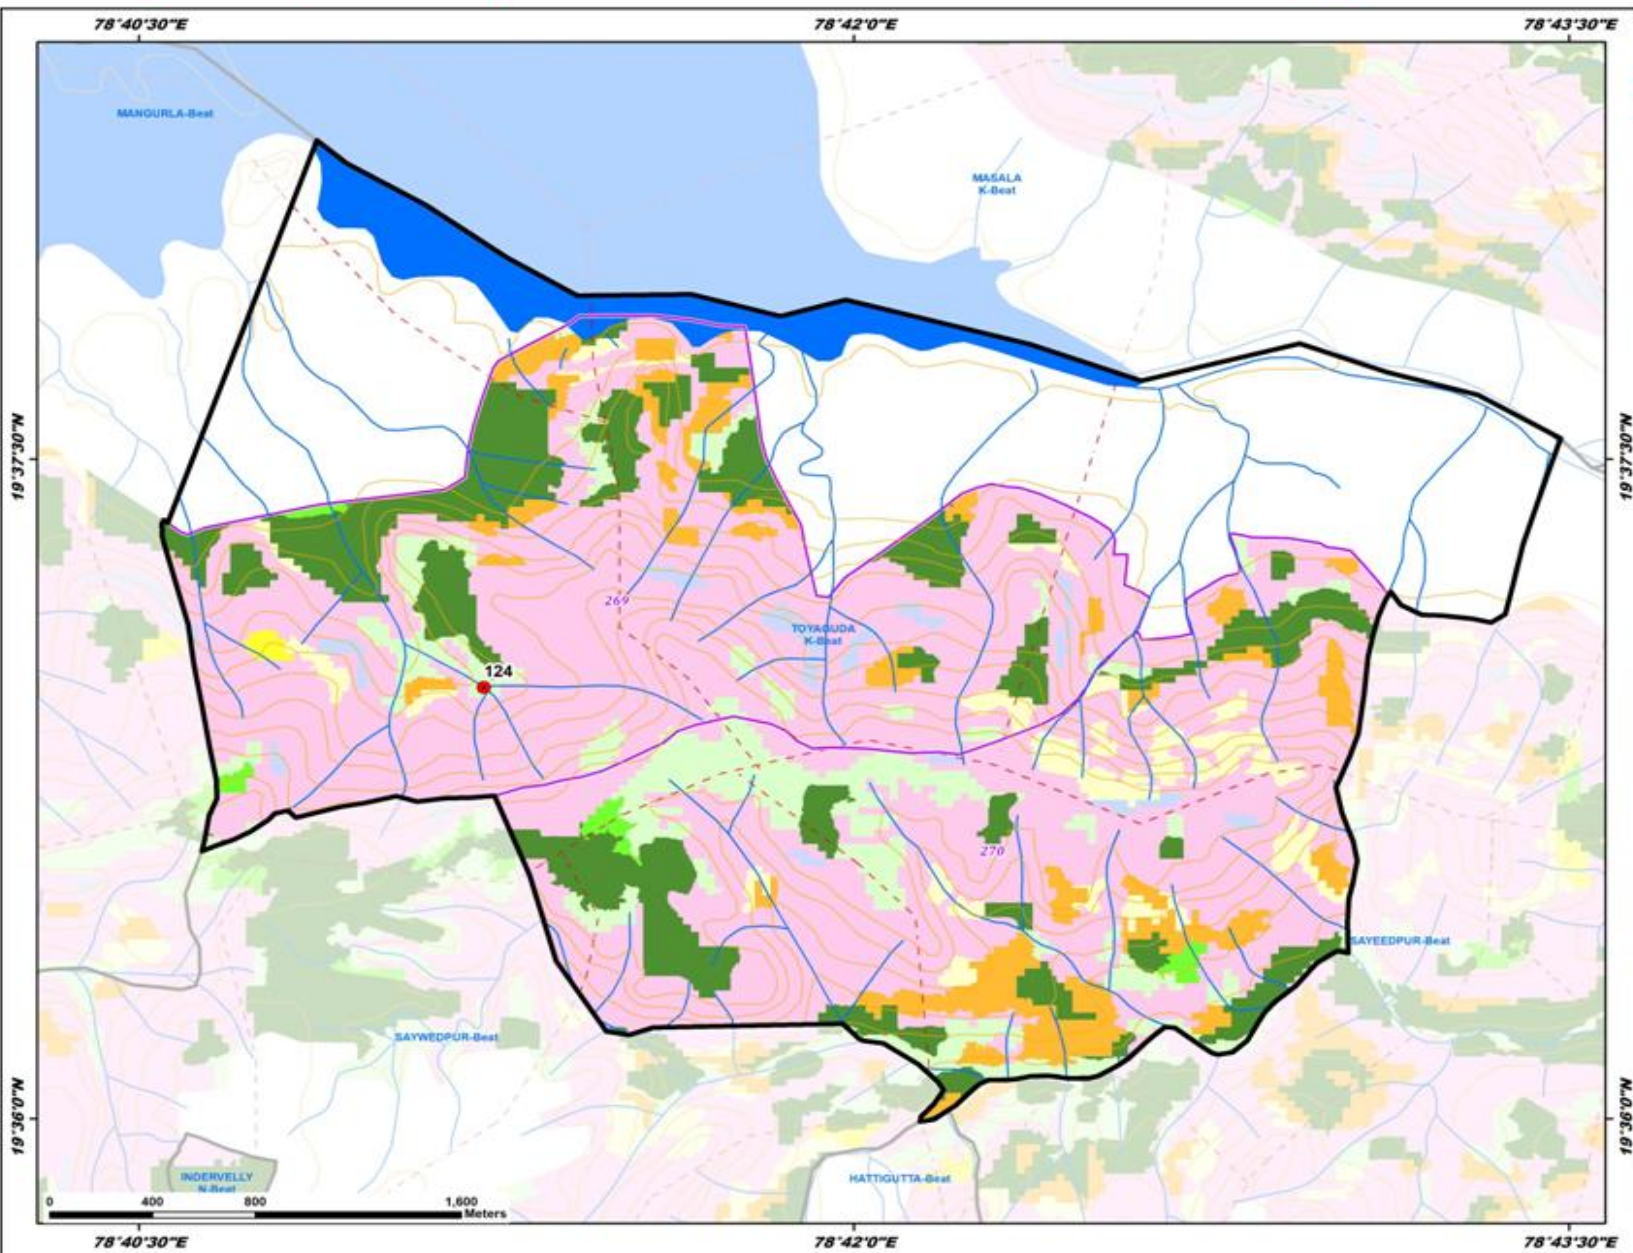 78°40'30"E
78°42'0"E
78°43'30"E
MANGURLA-Beat
MASALA
K-Beat
19°37'30"N
19°37'30"N
269
TOYAGUDA
K-Beat
124
270
SAYEEDPUR-Beat
SAYWEDPUR-Beat
19°36'0"N
19°36'0"N
INDERVELLY
N-Beat
HATTIGUTTA-Beat
0 400 800 1,600
Meters
78°40'30"E
78°42'0"E
78°43'30"E